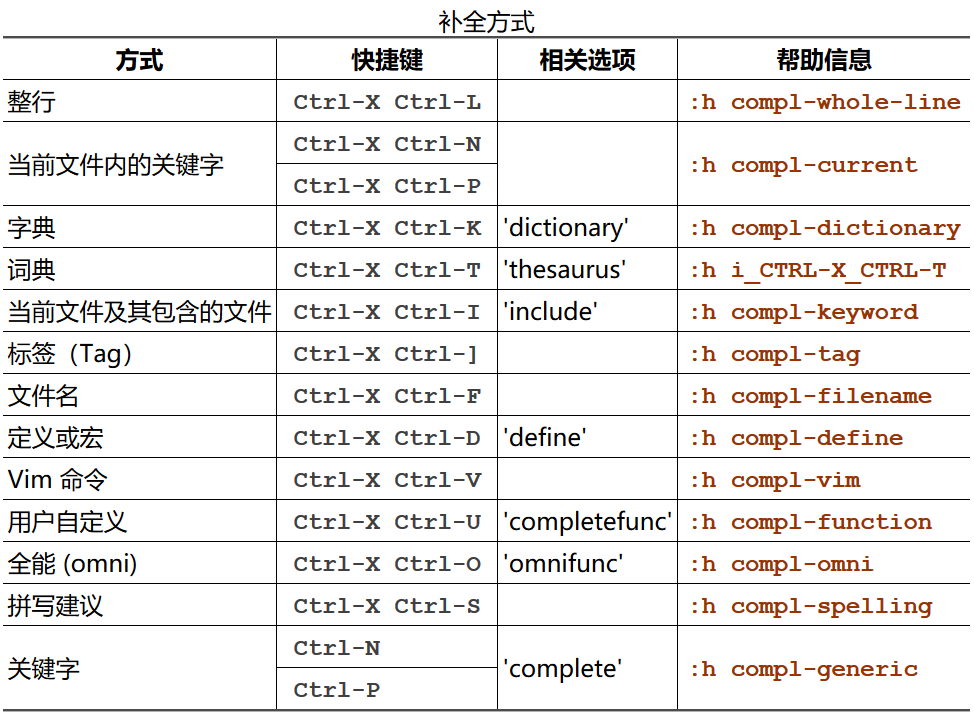 补全方式
方式 快捷键 相关选项 帮助信息
整行 Ctrl-X Ctrl-L :h compl-whole-line
当前文件内的关键字 Ctrl-X Ctrl-N :h compl-current
Ctrl-X Ctrl-P
字典 Ctrl-X Ctrl-K 'dictionary' :h compl-dictionary
词典 Ctrl-X Ctrl-T 'thesaurus' :h i_CTRL-X_CTRL-T
当前文件及其包含的文件 Ctrl-X Ctrl-I 'include' :h compl-keyword
标签（Tag） Ctrl-X Ctrl-] :h compl-tag
文件名 Ctrl-X Ctrl-F :h compl-filename
定义或宏 Ctrl-X Ctrl-D 'define' :h compl-define
Vim 命令 Ctrl-X Ctrl-V :h compl-vim
用户自定义 Ctrl-X Ctrl-U 'completefunc' :h compl-function
全能 (omni) Ctrl-X Ctrl-O 'omnifunc' :h compl-omni
拼写建议 Ctrl-X Ctrl-S :h compl-spelling
关键字 Ctrl-N 'complete' :h compl-generic
Ctrl-P